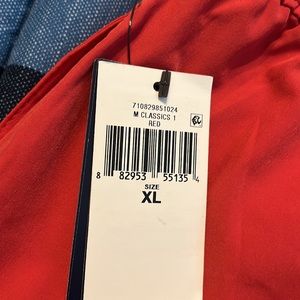 710829851024
M CLASSICS 1
RED
8 82953 55135 4
SIZE
XL